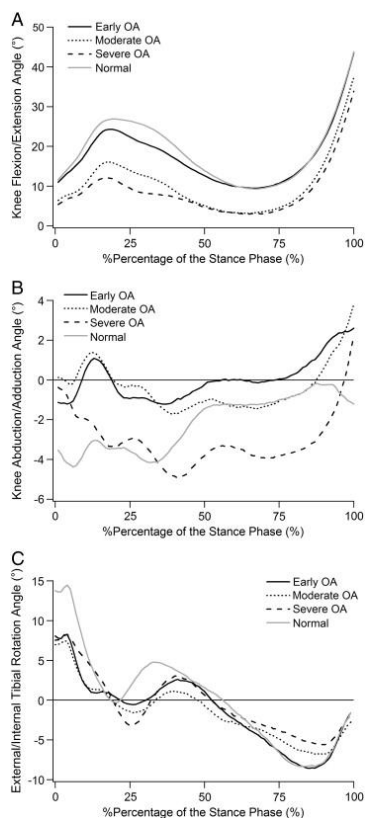 A
Early OA
Moderate OA
Severe OA
Normal
Knee Flexion/Extension Angle (°)
50
40
30
20
10
0
0 25 50 75 100
%Percentage of the Stance Phase (%)
B
Early OA
Moderate OA
Severe OA
Normal
Knee Abduction/Adduction Angle (°)
4
2
0
-2
-4
-6
0 25 50 75 100
%Percentage of the Stance Phase (%)
C
Early OA
Moderate OA
Severe OA
Normal
External/Internal Tibial Rotation Angle (°)
15
10
5
0
-5
-10
0 25 50 75 100
%Percentage of the Stance Phase (%)